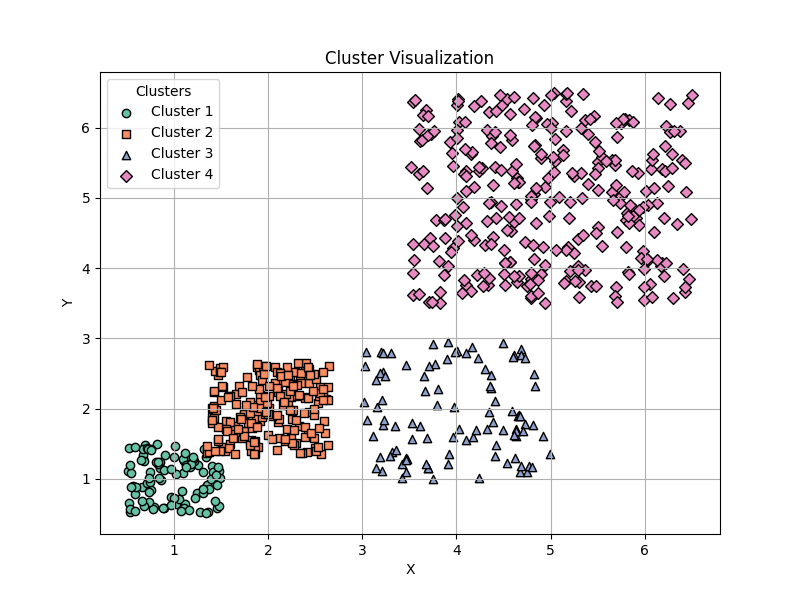 Cluster Visualization
Clusters
Cluster 1
Cluster 2
Cluster 3
Cluster 4
Y
6
5
4
3
2
1
1 2 3 4 5 6
X